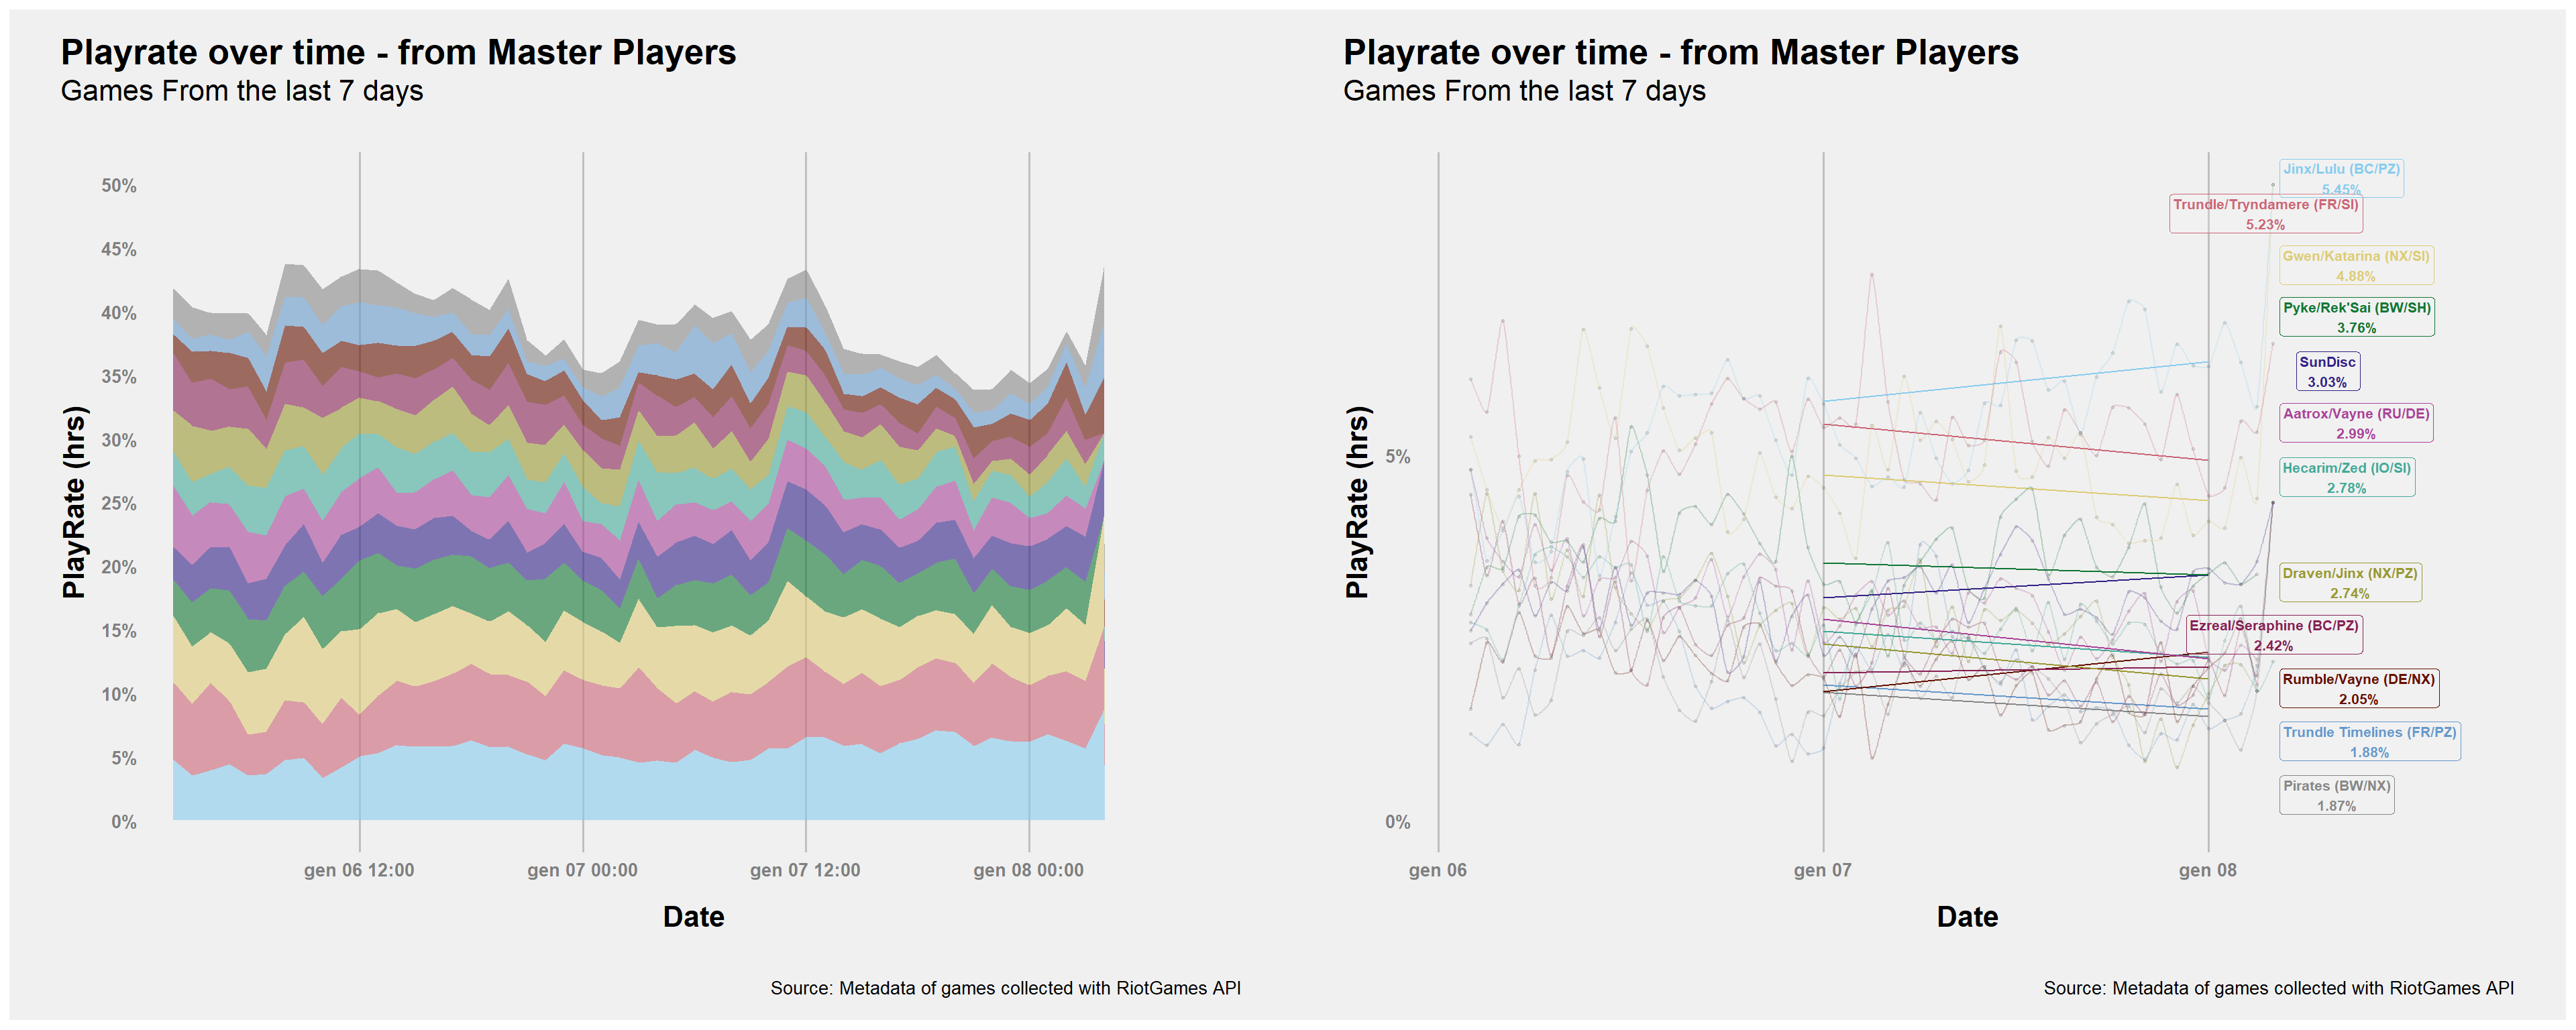 Playrate over time - from Master Players
Games From the last 7 days
PlayRate (hrs)
50%
45%
40%
35%
30%
25%
20%
15%
10%
5%
0%
gen 06 12:00
gen 07 00:00
gen 07 12:00
gen 08 00:00
Date
Source: Metadata of games collected with RiotGames API
Playrate over time - from Master Players
Games From the last 7 days
PlayRate (hrs)
5%
0%
Jinx/Lulu (BC/PZ)
5.45%
Trundle/Tryndamere (FR/SI)
5.23%
Gwen/Katarina (NX/SI)
4.88%
Pyke/Rek'Sai (BW/SH)
3.76%
SunDisc
3.03%
Aatrox/Vayne (RU/DE)
2.99%
Hecarim/Zed (IO/SI)
2.78%
Draven/Jinx (NX/PZ)
2.74%
Ezreal/Seraphine (BC/PZ)
2.42%
Rumble/Vayne (DE/NX)
2.05%
Trundle Timelines (FR/PZ)
1.88%
Pirates (BW/NX)
1.87%
gen 06
gen 07
gen 08
Date
Source: Metadata of games collected with RiotGames API